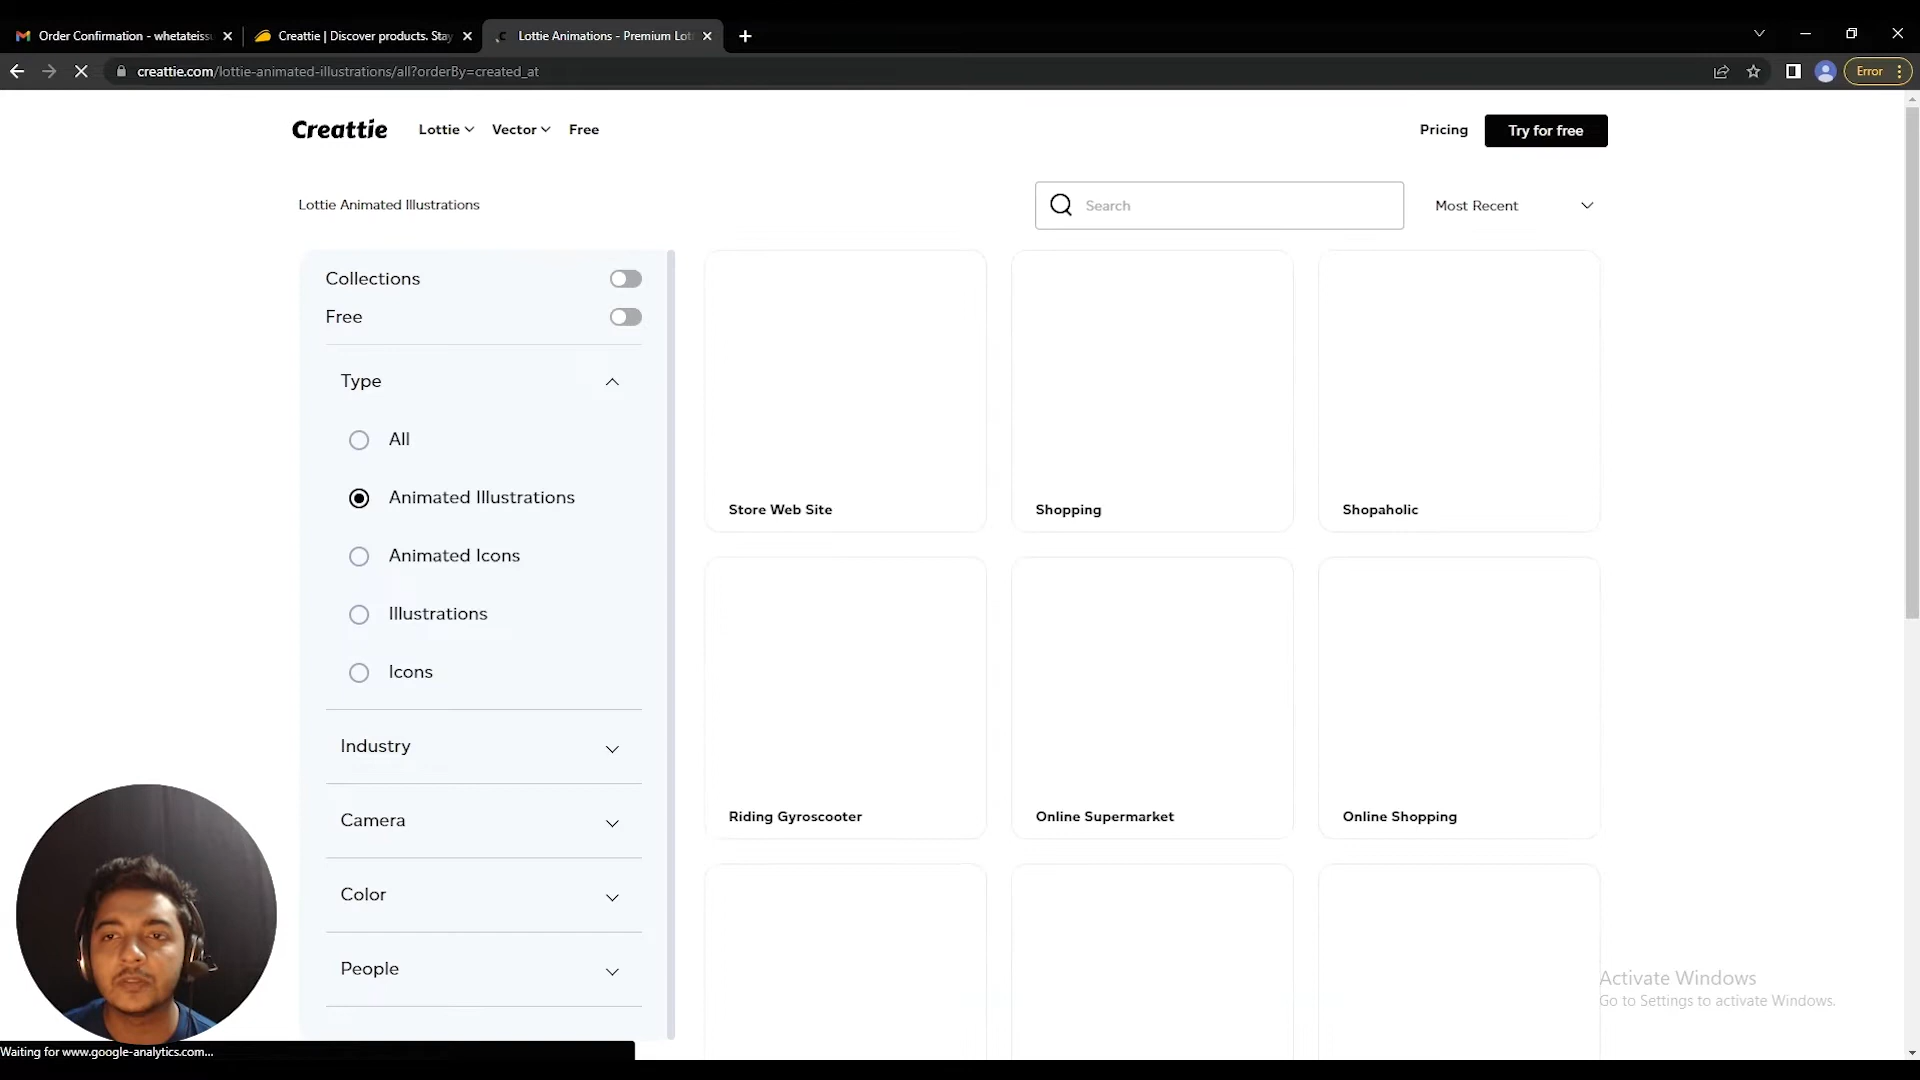 Order Confirmation - whetateiss
Creattie | Discover products. Stay
Lottie Animations - Premium Lot
creattie.com/lottie-animated-illustrations/all?orderBy=created_at
Error
Creattie
Lottie
Vector
Free
Pricing
Try for free
Lottie Animated Illustrations
Search
Most Recent
Collections
Free
Type
All
Animated Illustrations
Animated Icons
Illustrations
Icons
Industry
Camera
Color
People
Store Web Site
Shopping
Shopaholic
Riding Gyroscooter
Online Supermarket
Online Shopping
Activate Windows
Go to Settings to activate Windows.
Waiting for www.google-analytics.com...